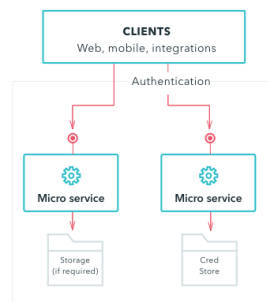 CLIENTS
Web, mobile, integrations
Authentication
Micro service
Micro service
Storage
(if required)
Cred
Store